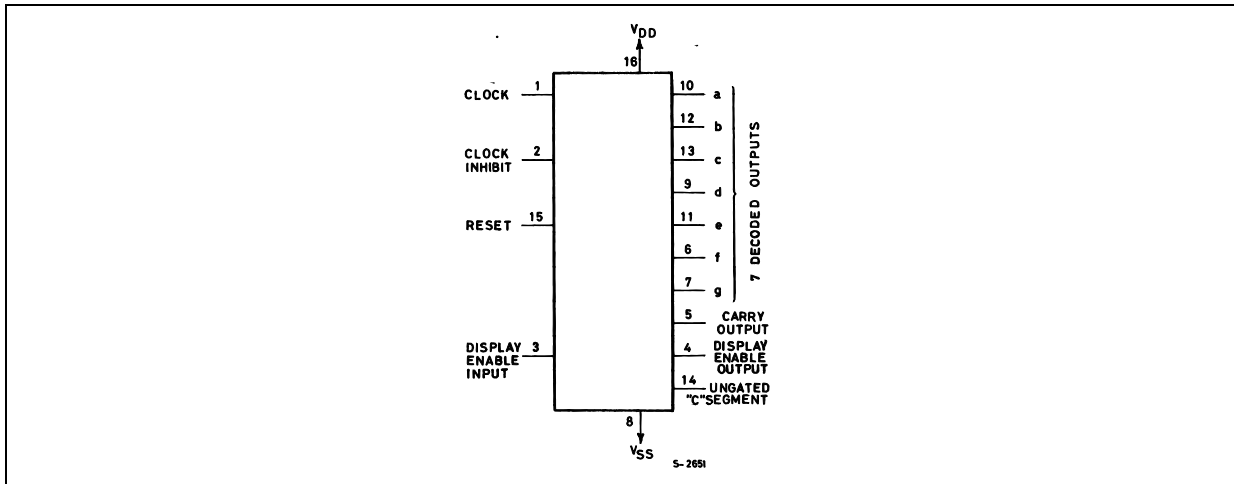 VDD
16
CLOCK 1
10 a
12 b
CLOCK
INHIBIT
2
13 c
9 d
RESET 15
11 e
6 f
7 g
7 DECODED OUTPUTS
5 CARRY
OUTPUT
DISPLAY
ENABLE
INPUT
3
4 DISPLAY
ENABLE
OUTPUT
14 UNGATED
"C"SEGMENT
8
VSS
S-2651